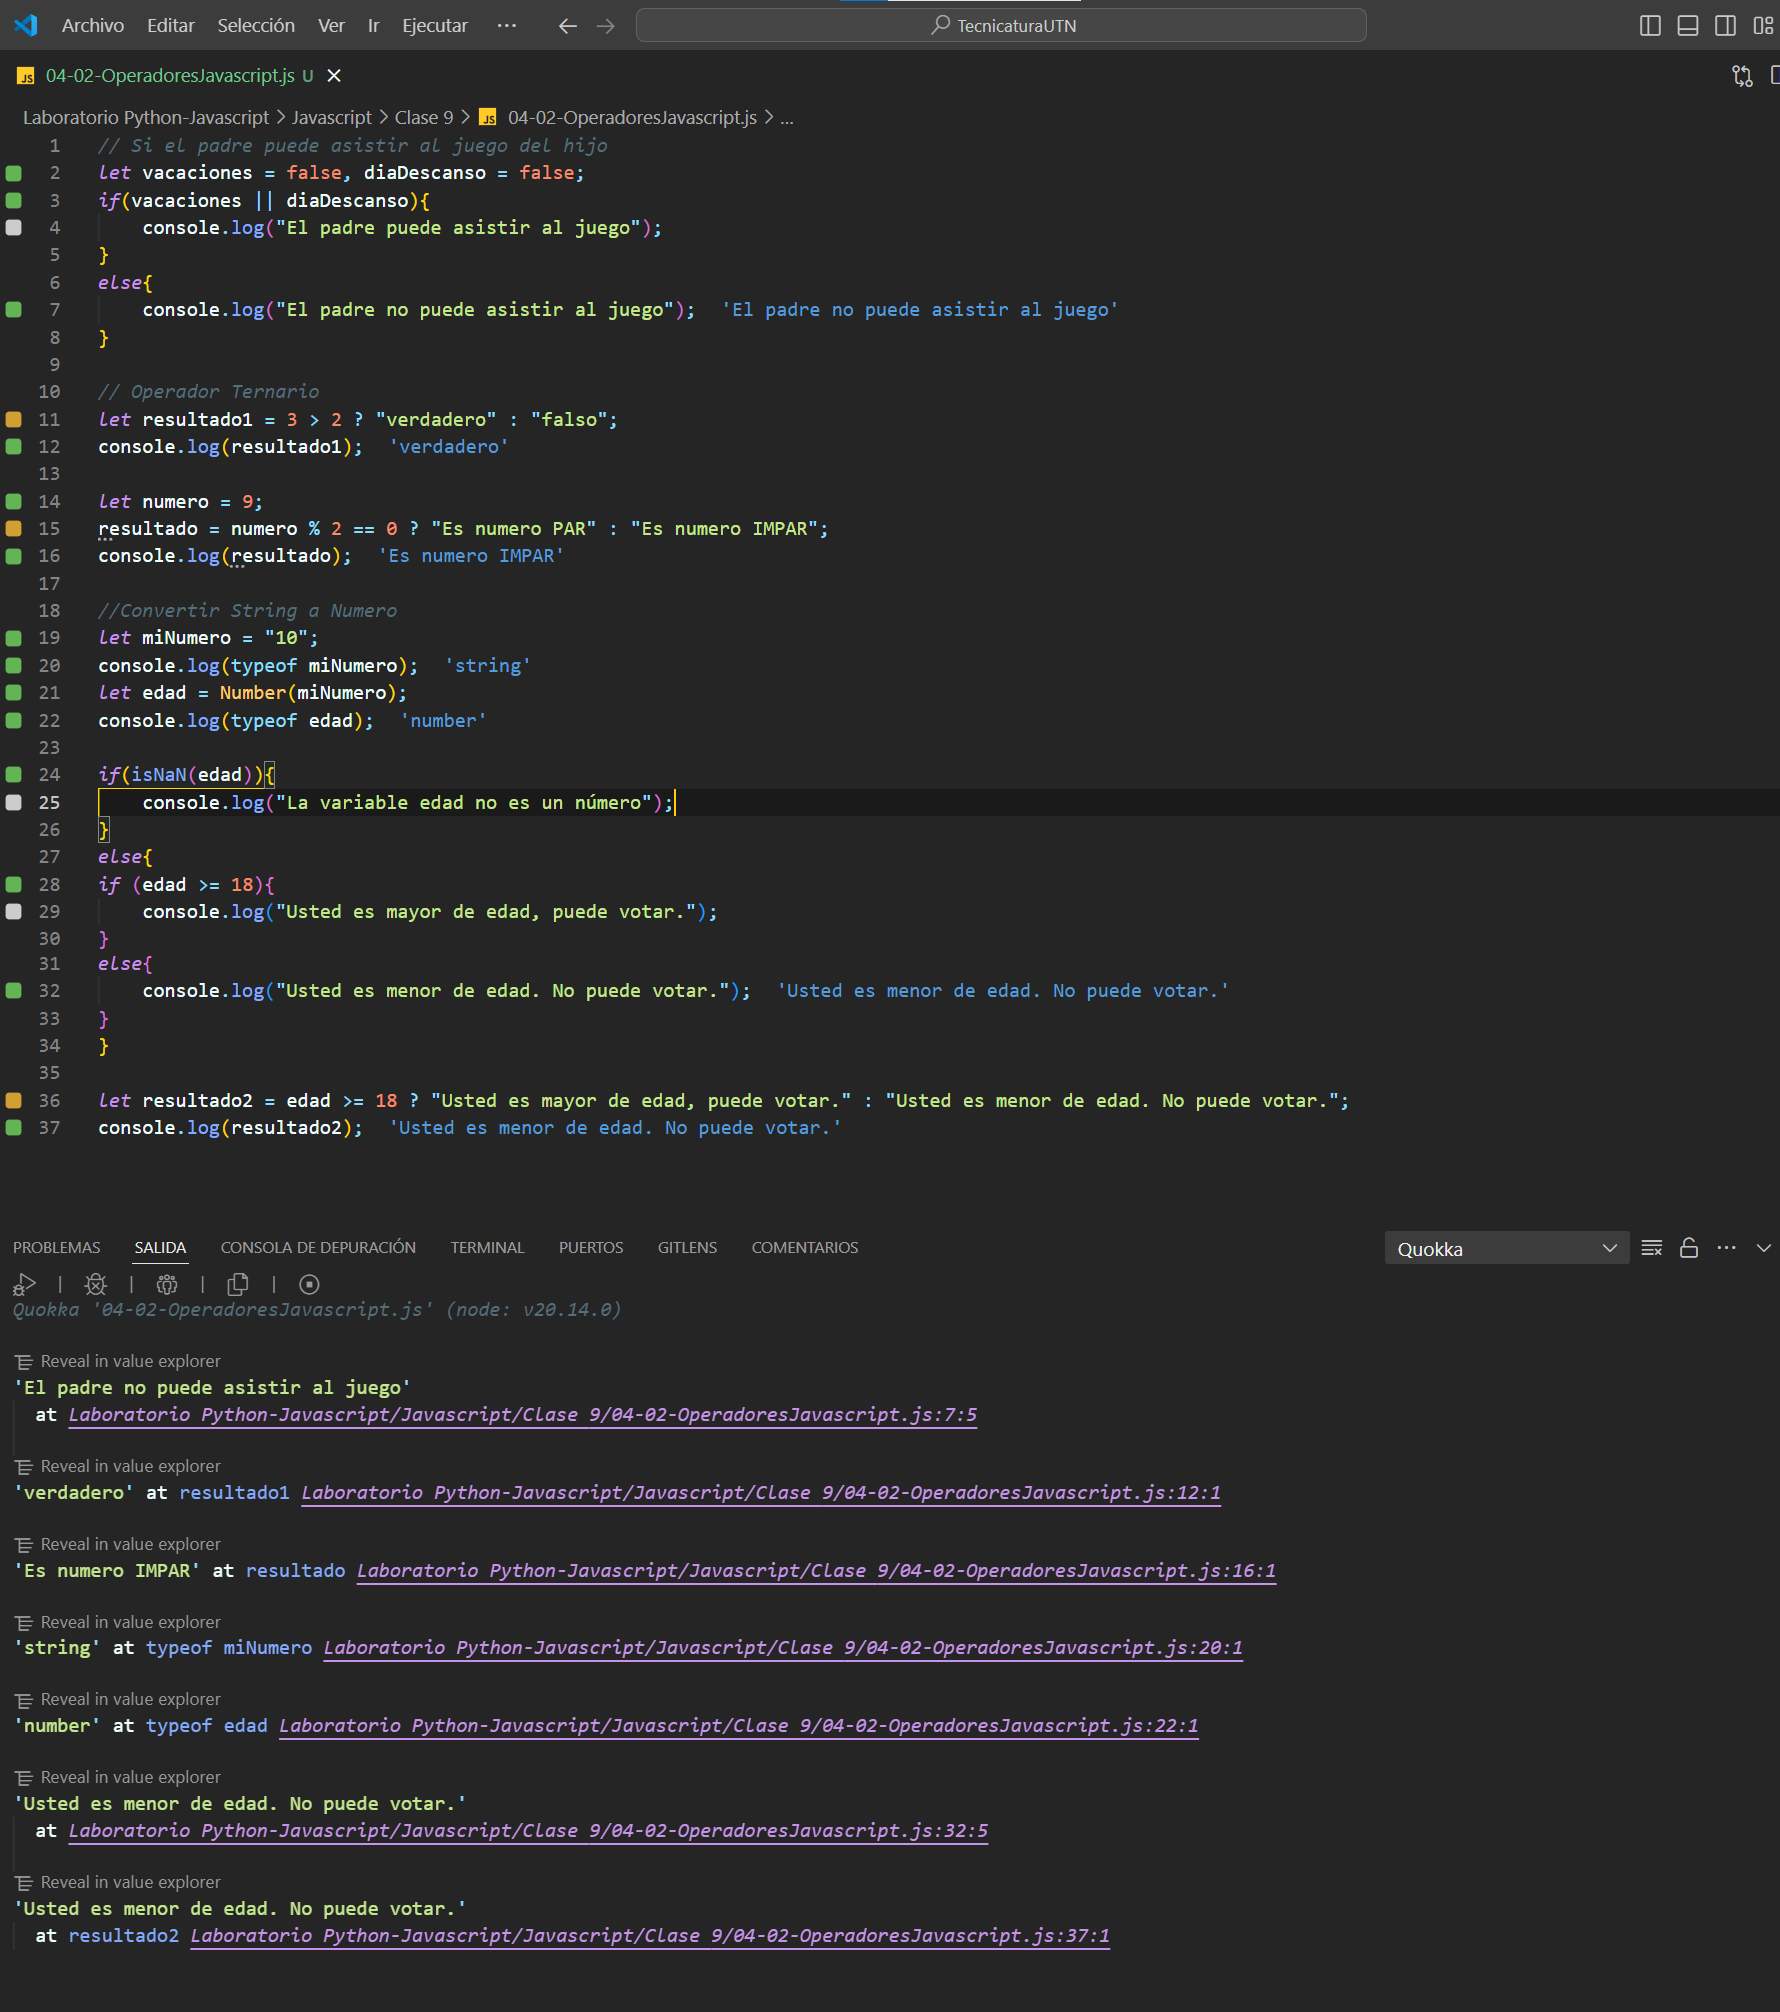 Archivo Editar Selección Ver Ir Ejecutar ··· TecnicaturaUTN
JS 04-02-OperadoresJavascript.js U
Laboratorio Python-Javascript > Javascript > Clase 9 > JS 04-02-OperadoresJavascript.js > ...
1 // Si el padre puede asistir al juego del hijo
2 let vacaciones = false, diaDescanso = false;
3 if(vacaciones || diaDescanso){
4 console.log("El padre puede asistir al juego");
5 }
6 else{
7 console.log("El padre no puede asistir al juego"); 'El padre no puede asistir al juego'
8 }
9
10 // Operador Ternario
11 let resultado1 = 3 > 2 ? "verdadero" : "falso";
12 console.log(resultado1); 'verdadero'
13
14 let numero = 9;
15 resultado = numero % 2 == 0 ? "Es numero PAR" : "Es numero IMPAR";
16 console.log(resultado); 'Es numero IMPAR'
17
18 //Convertir String a Numero
19 let miNumero = "10";
20 console.log(typeof miNumero); 'string'
21 let edad = Number(miNumero);
22 console.log(typeof edad); 'number'
23
24 if(isNaN(edad)){
25 console.log("La variable edad no es un número");
26 }
27 else{
28 if (edad >= 18){
29 console.log("Usted es mayor de edad, puede votar.");
30 }
31 else{
32 console.log("Usted es menor de edad. No puede votar."); 'Usted es menor de edad. No puede votar.'
33 }
34 }
35
36 let resultado2 = edad >= 18 ? "Usted es mayor de edad, puede votar." : "Usted es menor de edad. No puede votar.";
37 console.log(resultado2); 'Usted es menor de edad. No puede votar.'
PROBLEMAS SALIDA CONSOLA DE DEPURACIÓN TERMINAL PUERTOS GITLENS COMENTARIOS Quokka
Quokka '04-02-OperadoresJavascript.js' (node: v20.14.0)
Reveal in value explorer
'El padre no puede asistir al juego'
at Laboratorio Python-Javascript/Javascript/Clase 9/04-02-OperadoresJavascript.js:7:5
Reveal in value explorer
'verdadero' at resultado1 Laboratorio Python-Javascript/Javascript/Clase 9/04-02-OperadoresJavascript.js:12:1
Reveal in value explorer
'Es numero IMPAR' at resultado Laboratorio Python-Javascript/Javascript/Clase 9/04-02-OperadoresJavascript.js:16:1
Reveal in value explorer
'string' at typeof miNumero Laboratorio Python-Javascript/Javascript/Clase 9/04-02-OperadoresJavascript.js:20:1
Reveal in value explorer
'number' at typeof edad Laboratorio Python-Javascript/Javascript/Clase 9/04-02-OperadoresJavascript.js:22:1
Reveal in value explorer
'Usted es menor de edad. No puede votar.'
at Laboratorio Python-Javascript/Javascript/Clase 9/04-02-OperadoresJavascript.js:32:5
Reveal in value explorer
'Usted es menor de edad. No puede votar.'
at resultado2 Laboratorio Python-Javascript/Javascript/Clase 9/04-02-OperadoresJavascript.js:37:1